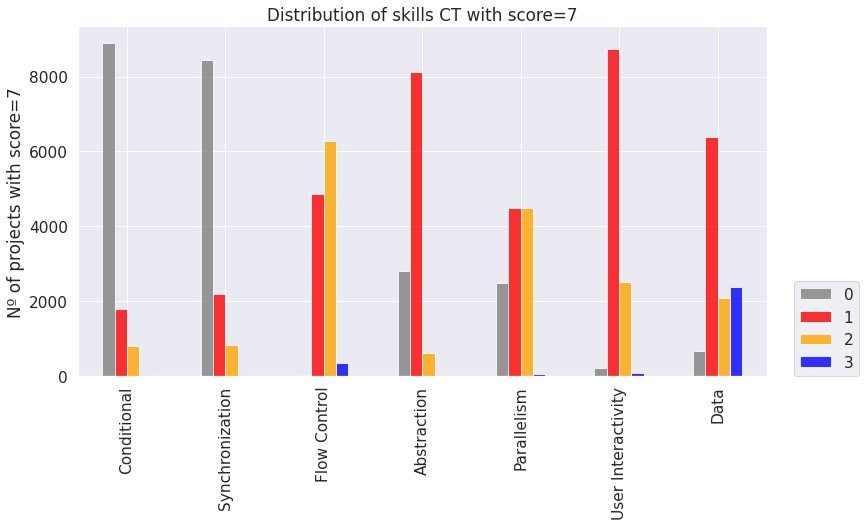 Distribution of skills CT with score=7
Nº of projects with score=7
8000
6000
4000
2000
0
Conditional
Synchronization
Flow Control
Abstraction
Parallelism
User Interactivity
Data
0
1
2
3